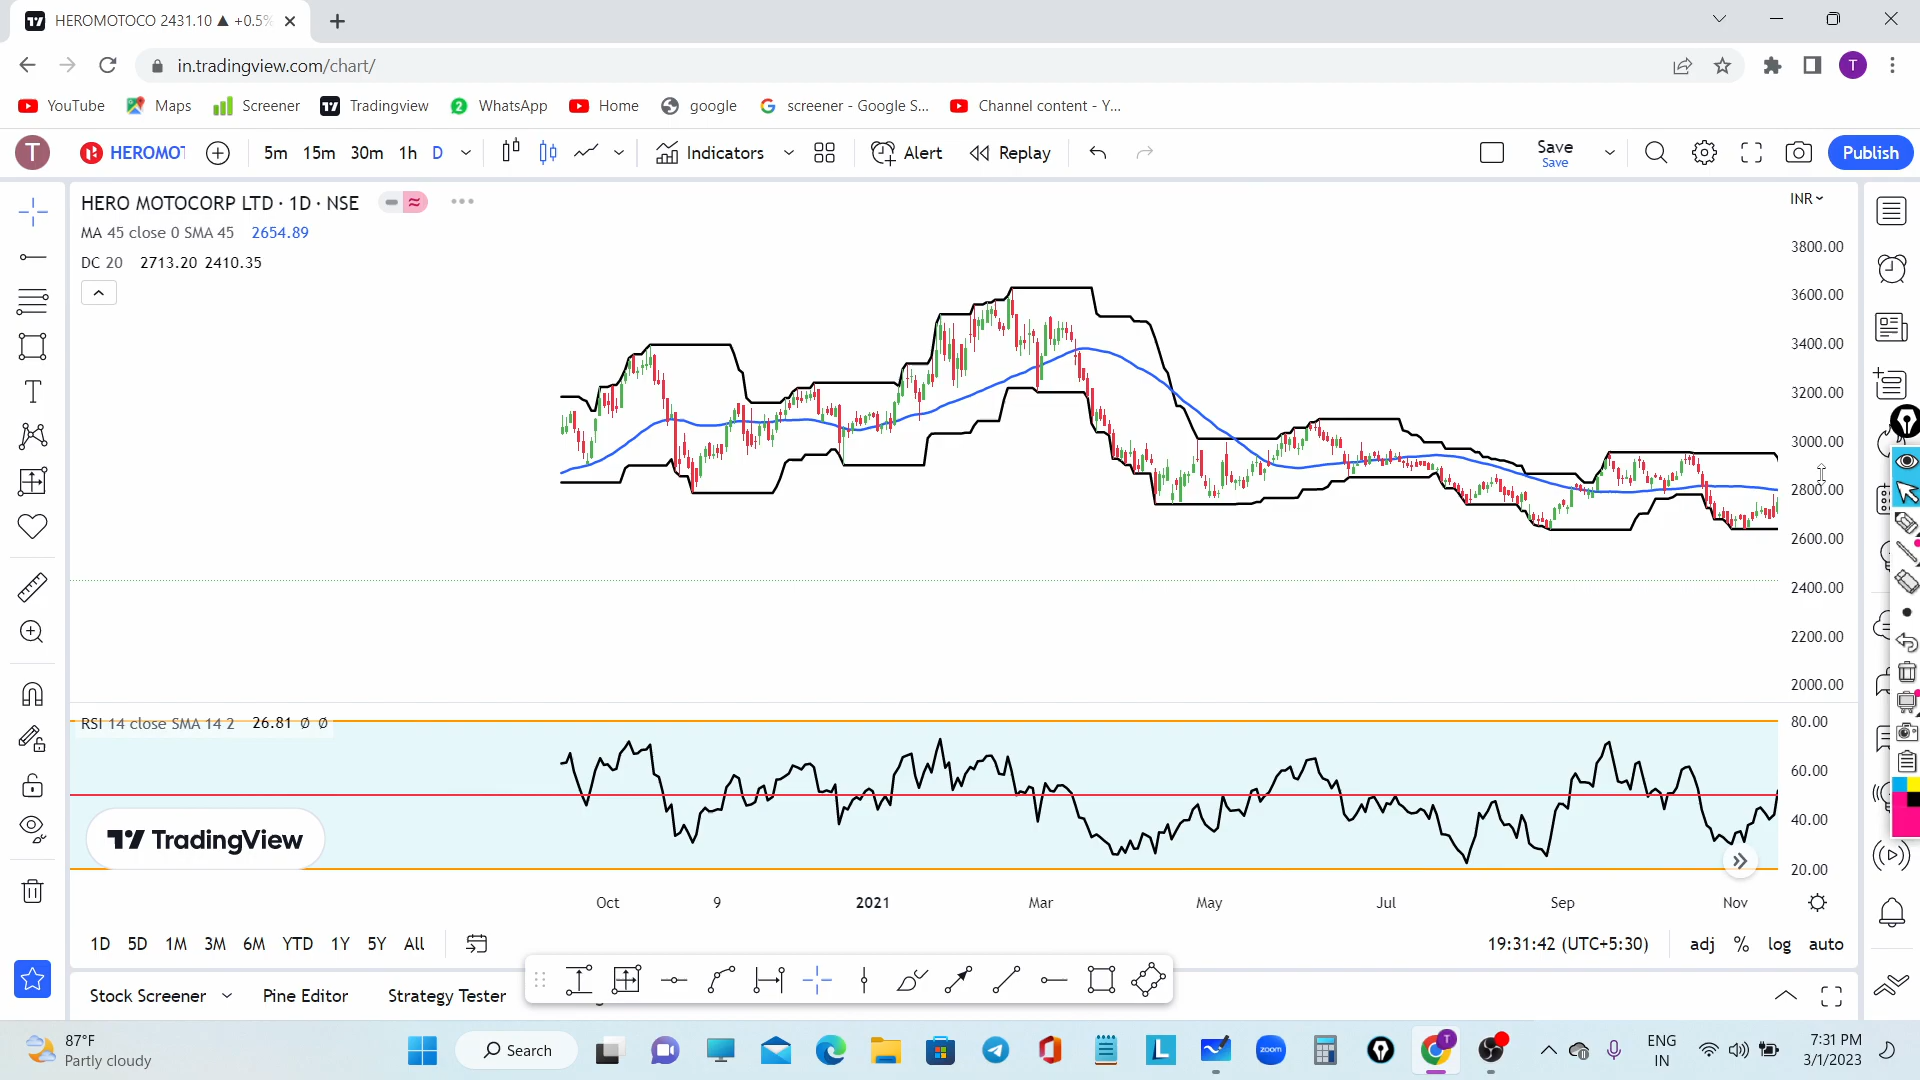 HEROMOTOCO 2431.10 ▲ +0.5%
in.tradingview.com/chart/
T
YouTube Maps Screener Tradingview 2 WhatsApp Home google screener - Google S... Channel content - Y...
T HEROMOT 5m 15m 30m 1h D Indicators Alert Replay Save Save Publish
HERO MOTOCORP LTD · 1D · NSE
INR
MA 45 close 0 SMA 45 2654.89
DC 20 2713.20 2410.35
3800.00
3600.00
3400.00
3200.00
3000.00
2800.00
2600.00
2400.00
2200.00
2000.00
RSI 14 close SMA 14 2 26.81 Ø Ø
80.00
60.00
40.00
20.00
TradingView
Oct 9 2021 Mar May Jul Sep Nov
1D 5D 1M 3M 6M YTD 1Y 5Y All
19:31:42 (UTC+5:30) adj % log auto
Stock Screener Pine Editor Strategy Tester
87°F
Partly cloudy
Search
zoom
T
ENG
IN
7:31 PM
3/1/2023